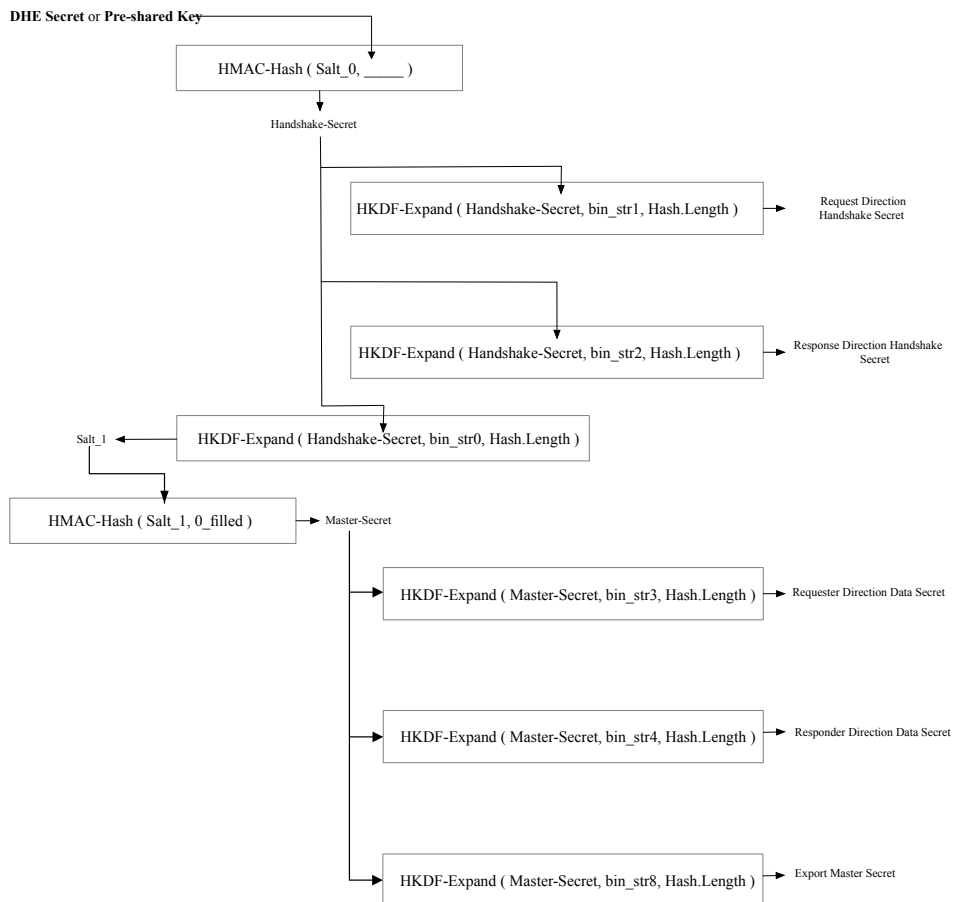 DHE Secret or Pre-shared Key
HMAC-Hash ( Salt_0, _____ )
Handshake-Secret
HKDF-Expand ( Handshake-Secret, bin_str1, Hash.Length )
Request Direction
Handshake Secret
HKDF-Expand ( Handshake-Secret, bin_str2, Hash.Length )
Response Direction Handshake
Secret
Salt_1
HKDF-Expand ( Handshake-Secret, bin_str0, Hash.Length )
HMAC-Hash ( Salt_1, 0_filled )
Master-Secret
HKDF-Expand ( Master-Secret, bin_str3, Hash.Length )
Requester Direction Data Secret
HKDF-Expand ( Master-Secret, bin_str4, Hash.Length )
Responder Direction Data Secret
HKDF-Expand ( Master-Secret, bin_str8, Hash.Length )
Export Master Secret